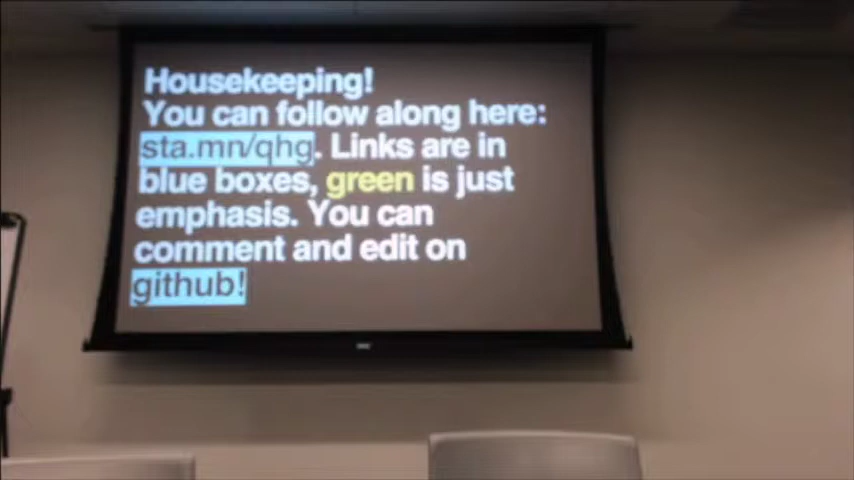 Housekeeping!
You can follow along here:
sta.mn/qhg. Links are in
blue boxes, green is just
emphasis. You can
comment and edit on
github!